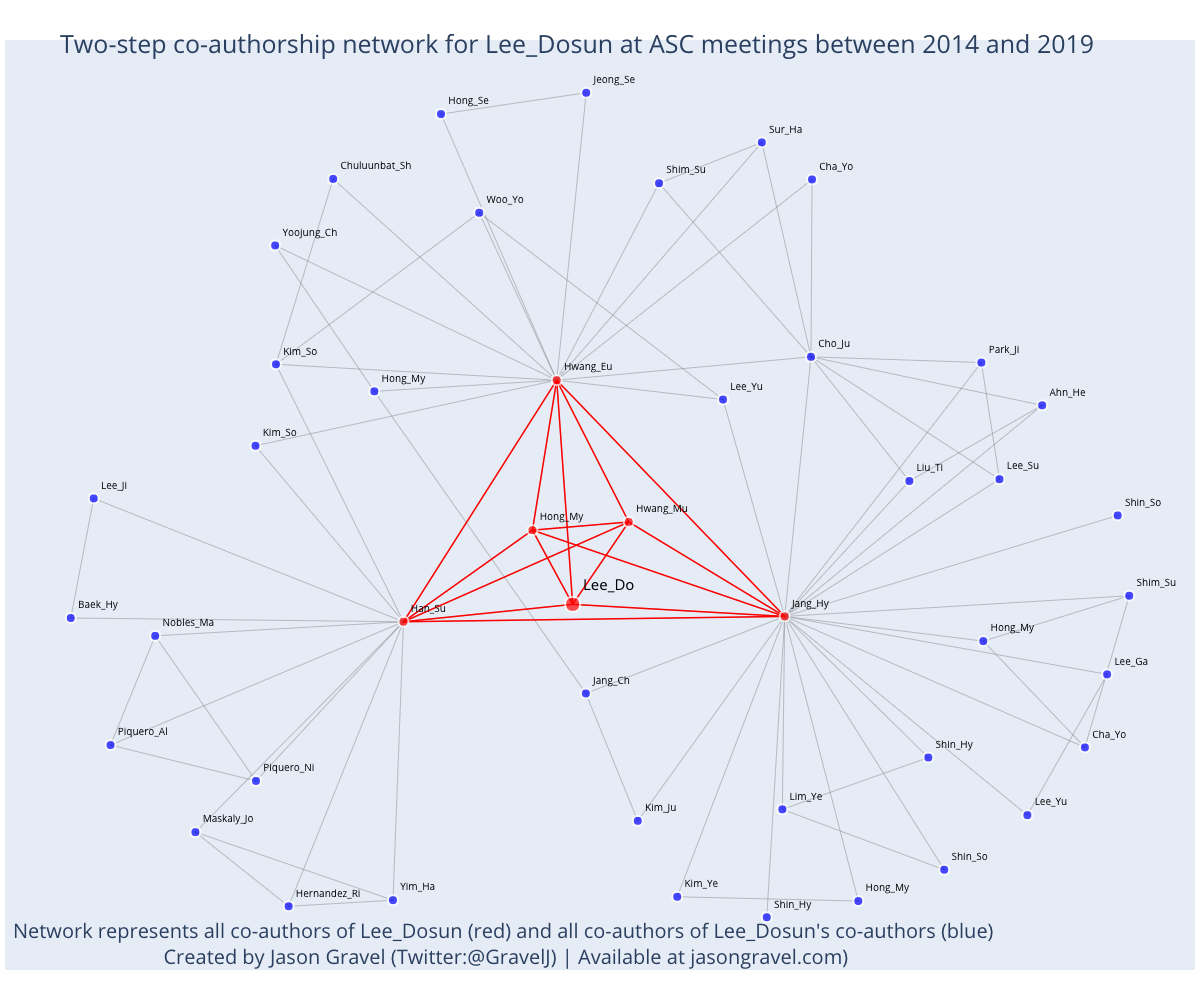 Two-step co-authorship network for Lee_Dosun at ASC meetings between 2014 and 2019
Jeong_Se
Hong_Se
Sur_Ha
Chuluunbat_Sh
Shim_Su
Cha_Yo
Woo_Yo
Yoojung_Ch
Cho_Ju
Kim_So
Park_Ji
Hwang_Eu
Hong_My
Lee_Yu
Ahn_He
Kim_So
Liu_Ti
Lee_Su
Lee_Ji
Shin_So
Hong_My
Hwang_Mu
Lee_Do
Shim_Su
Baek_Hy
Han_Su
Jang_Hy
Nobles_Ma
Hong_My
Lee_Ga
Jang_Ch
Piquero_Al
Cha_Yo
Shin_Hy
Piquero_Ni
Lim_Ye
Lee_Yu
Kim_Ju
Maskaly_Jo
Shin_So
Kim_Ye
Yim_Ha
Hong_My
Hernandez_Ri
Shin_Hy
Network represents all co-authors of Lee_Dosun (red) and all co-authors of Lee_Dosun's co-authors (blue)
Created by Jason Gravel (Twitter:@GravelJ) | Available at jasongravel.com)